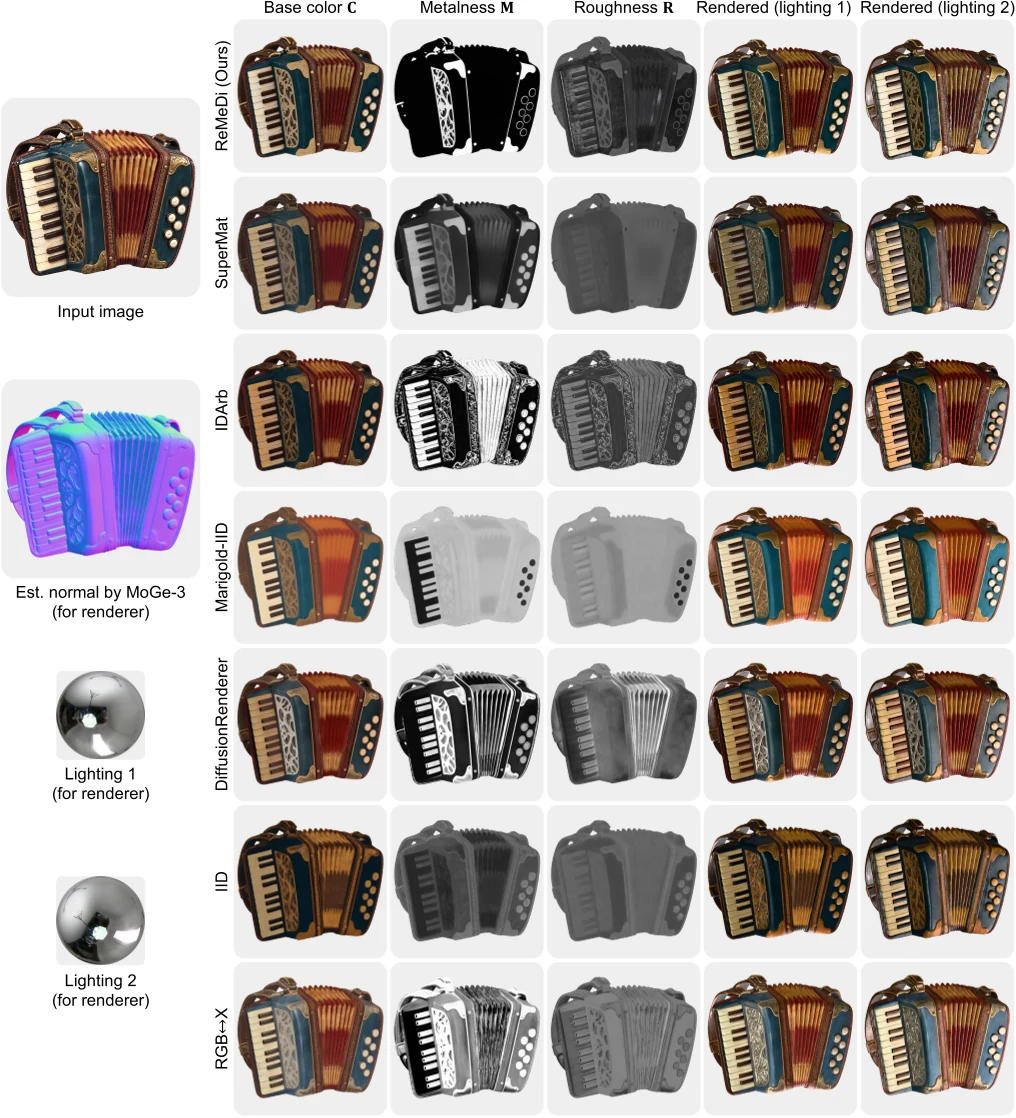 Base color C
Metalness M
Roughness R
Rendered (lighting 1)
Rendered (lighting 2)
ReMeDi (Ours)
Input image
SuperMat
IDArb
Est. normal by MoGe-3
(for renderer)
Marigold-IID
DiffusionRenderer
Lighting 1
(for renderer)
IID
Lighting 2
(for renderer)
RGB↔X